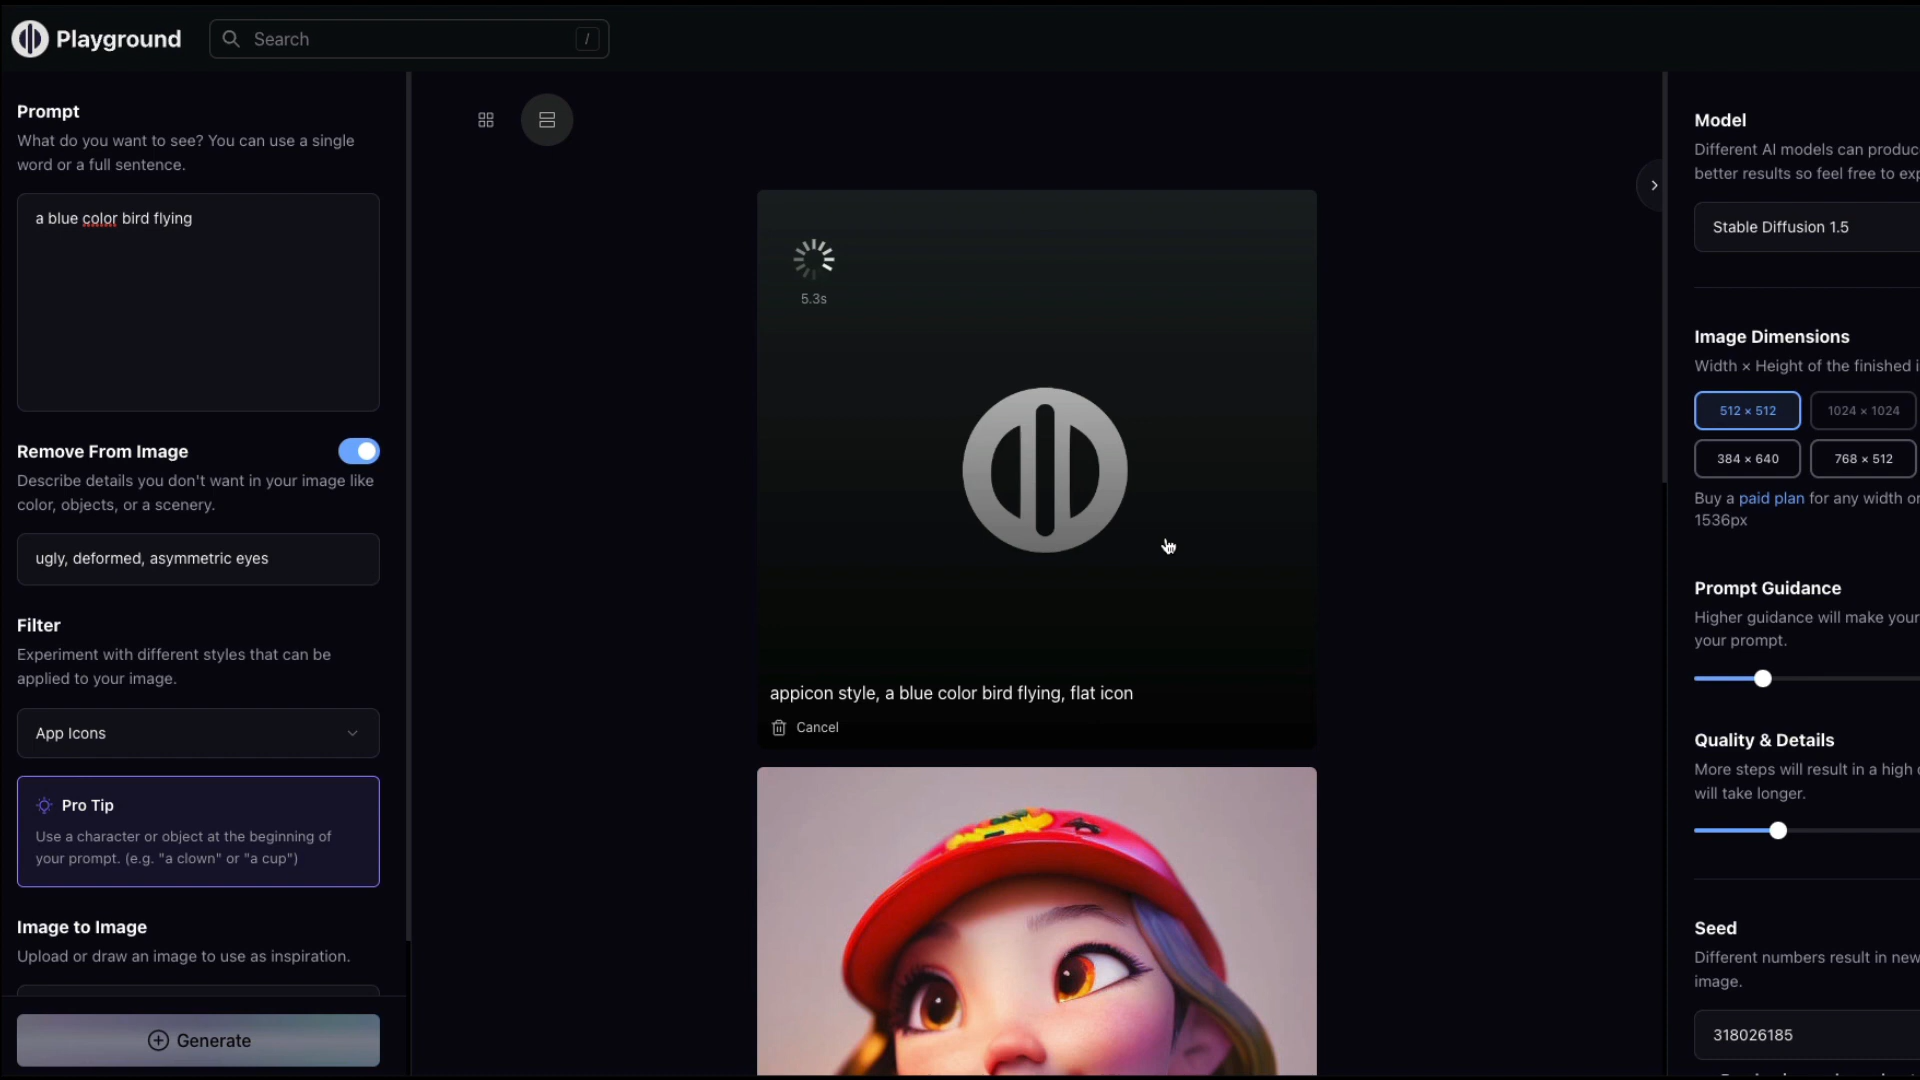 Playground
Search
/
Prompt
What do you want to see? You can use a single
word or a full sentence.
a blue color bird flying
Remove From Image
Describe details you don't want in your image like
color, objects, or a scenery.
ugly, deformed, asymmetric eyes
Filter
Experiment with different styles that can be
applied to your image.
App Icons
Pro Tip
Use a character or object at the beginning of
your prompt. (e.g. "a clown" or "a cup")
Image to Image
Upload or draw an image to use as inspiration.
Generate
5.3s
appicon style, a blue color bird flying, flat icon
Cancel
Model
Different AI models can produc
better results so feel free to exp
Stable Diffusion 1.5
Image Dimensions
Width × Height of the finished i
512 × 512
1024 × 1024
384 × 640
768 × 512
Buy a paid plan for any width or
1536px
Prompt Guidance
Higher guidance will make your
your prompt.
Quality & Details
More steps will result in a high
will take longer.
Seed
Different numbers result in new
image.
318026185